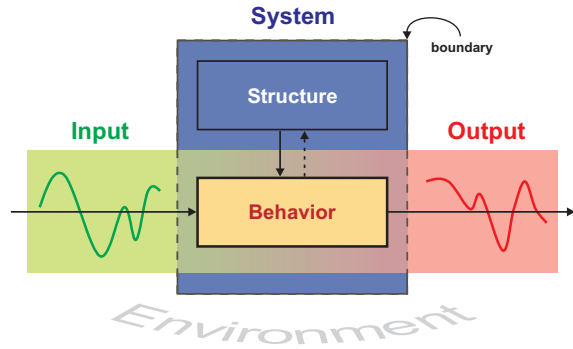 System
boundary
Structure
Input
Output
Behavior
Environment